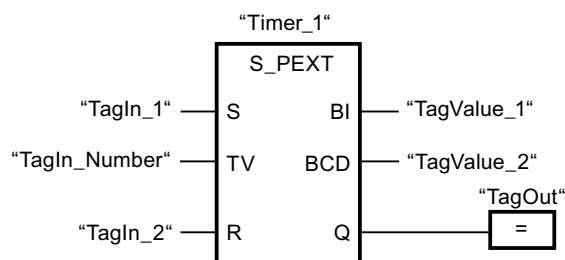 “Timer_1“
S_PEXT
“TagIn_1“ S BI “TagValue_1“
“TagIn_Number“ TV BCD “TagValue_2“
“TagOut“
“TagIn_2“ R Q =